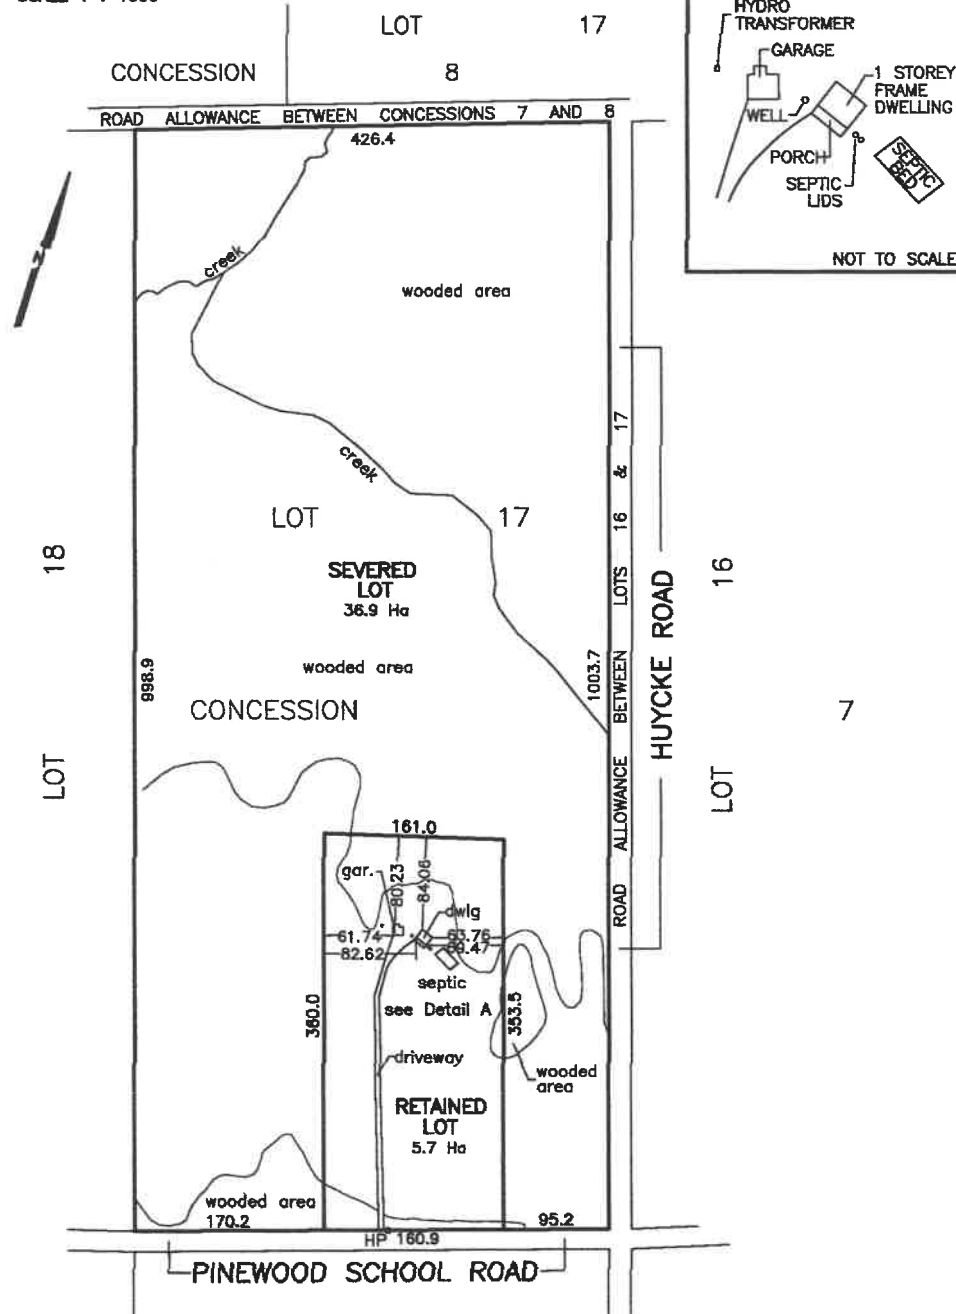 LOT 17
CONCESSION 8
ROAD ALLOWANCE BETWEEN CONCESSIONS 7 AND 8
426.4
HYDRO
TRANSFORMER
GARAGE
1 STOREY
FRAME
DWELLING
WELL
PORCH
SEPTIC
LIDS
SEPTIC
BED
NOT TO SCALE
N
creek
wooded area
creek
LOT 17
SEVERED
LOT
36.9 Ha
wooded area
CONCESSION
998.9
1003.7
LOT 18
ROAD ALLOWANCE BETWEEN LOTS 16 & 17
HUYCKE ROAD
LOT 16
7
161.0
gar.
80.23
84.06
dwlg
61.74
63.76
82.62
69.47
septic
see Detail A
360.0
353.5
driveway
wooded
area
RETAINED
LOT
5.7 Ha
wooded area
170.2
95.2
HP 160.9
PINEWOOD SCHOOL ROAD